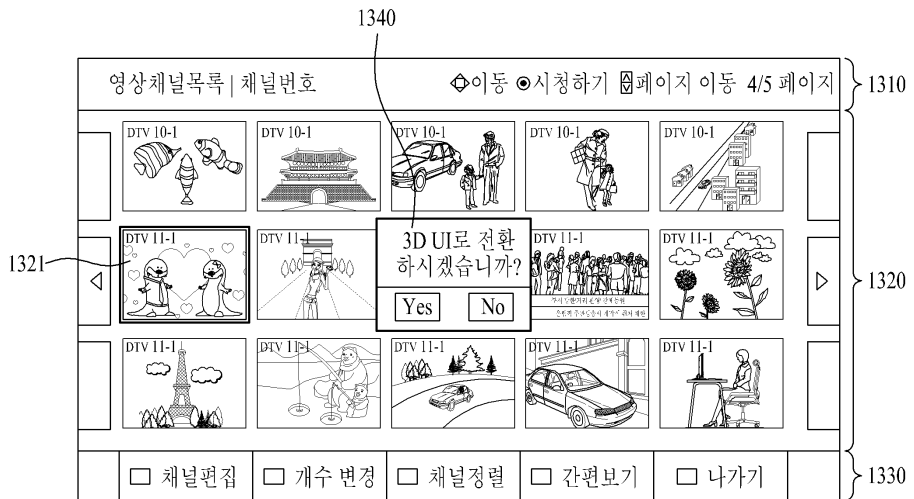 1340
영상채널목록 | 채널번호 이동 시청하기 페이지 이동 4/5 페이지
1310
DTV 10-1 DTV 10-1 DTV 10-1 DTV 10-1 DTV 10-1
1321
DTV 11-1 DTV 11-1 DTV 11-1 DTV 11-1
3D UI로 전환
하시겠습니까?
Yes No
1320
DTV 11-1 DTV 11-1 DTV 11-1 DTV 11-1 DTV 11-1
채널편집 개수 변경 채널정렬 간편보기 나가기
1330